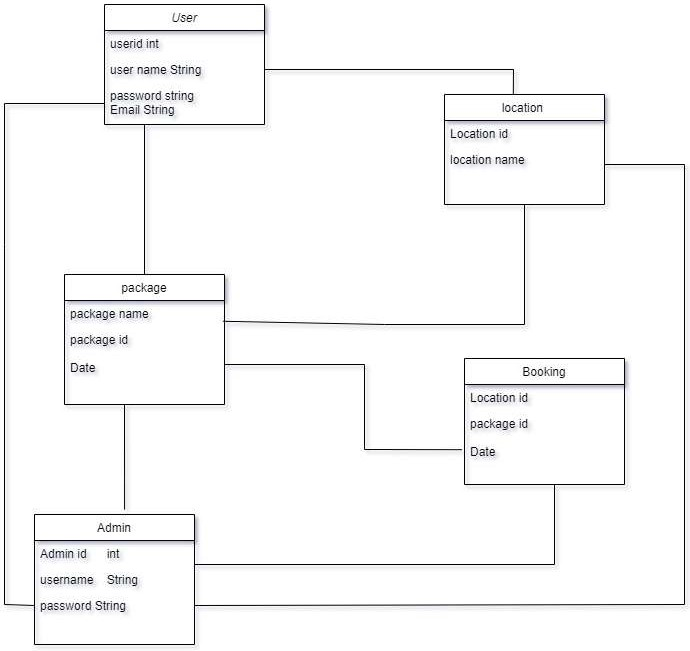 User
userid int
user name String
password string
Email String
location
Location id
location name
package
package name
package id
Date
Booking
Location id
package id
Date
Admin
Admin id int
username String
password String